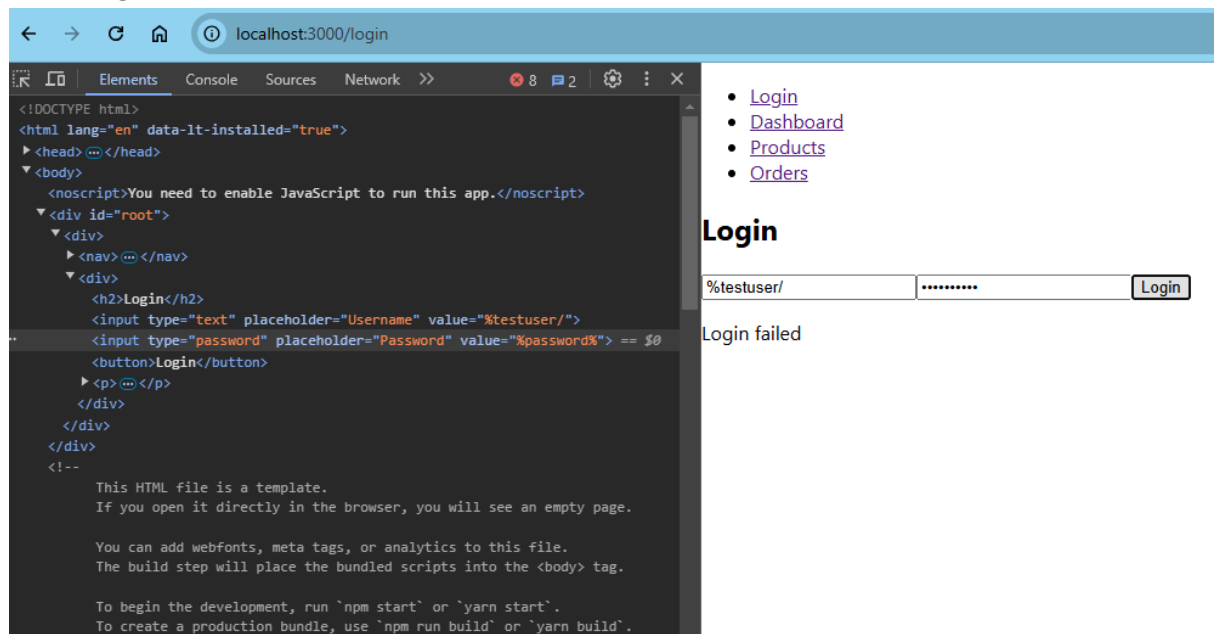 localhost:3000/login
Elements Console Sources Network >> 8 2
<!DOCTYPE html>
<html lang="en" data-lt-installed="true">
<head> ⋯ </head>
<body>
<noscript>You need to enable JavaScript to run this app.</noscript>
<div id="root">
<div>
<nav> ⋯ </nav>
<div>
<h2>Login</h2>
<input type="text" placeholder="Username" value="%testuser/">
<input type="password" placeholder="Password" value="%password%"> == $0
<button>Login</button>
<p> ⋯ </p>
</div>
</div>
</div>
<!--
This HTML file is a template.
If you open it directly in the browser, you will see an empty page.
You can add webfonts, meta tags, or analytics to this file.
The build step will place the bundled scripts into the <body> tag.
To begin the development, run `npm start` or `yarn start`.
To create a production bundle, use `npm run build` or `yarn build`.
Login
Dashboard
Products
Orders
Login
%testuser/ •••••••••• Login
Login failed